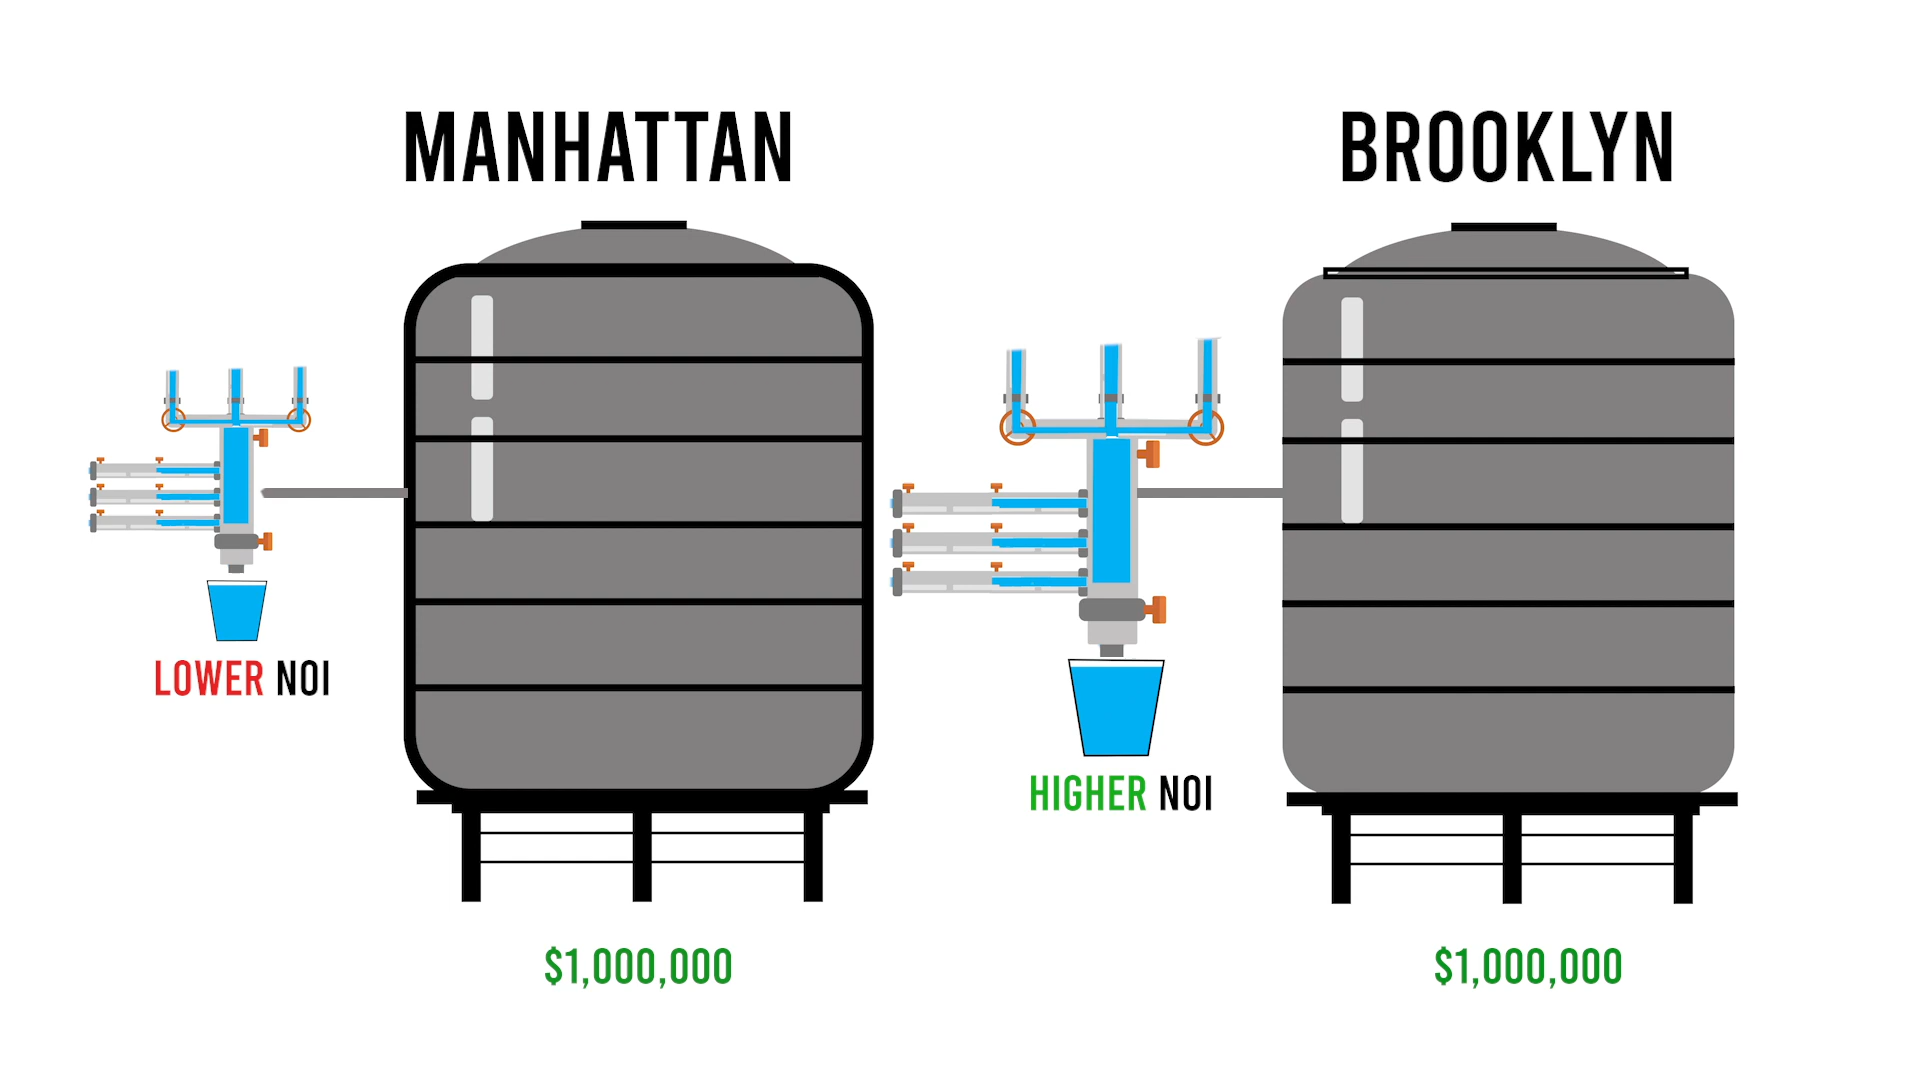 MANHATTAN
BROOKLYN
LOWER NOI
HIGHER NOI
$1,000,000
$1,000,000